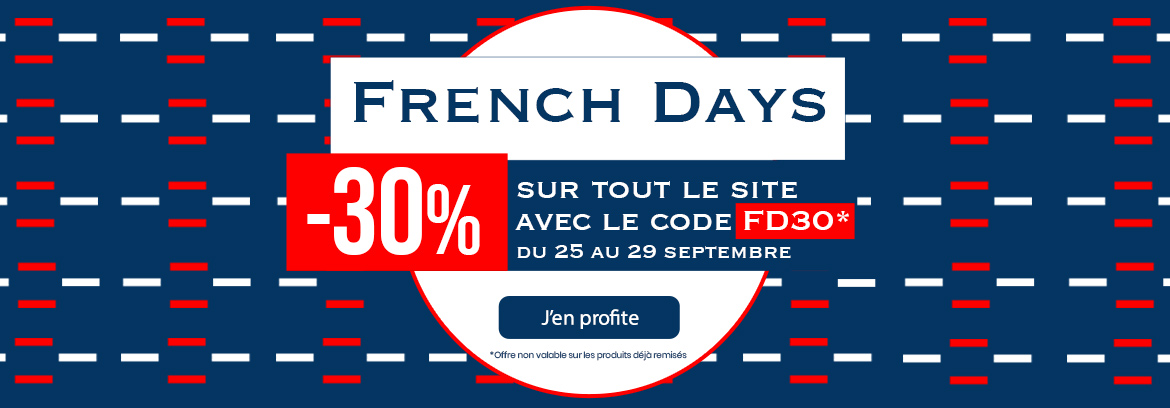 FRENCH DAYS
-30%
SUR TOUT LE SITE
AVEC LE CODE FD30*
DU 25 AU 29 SEPTEMBRE
J'en profite
*Offre non valable sur les produits déjà remisés